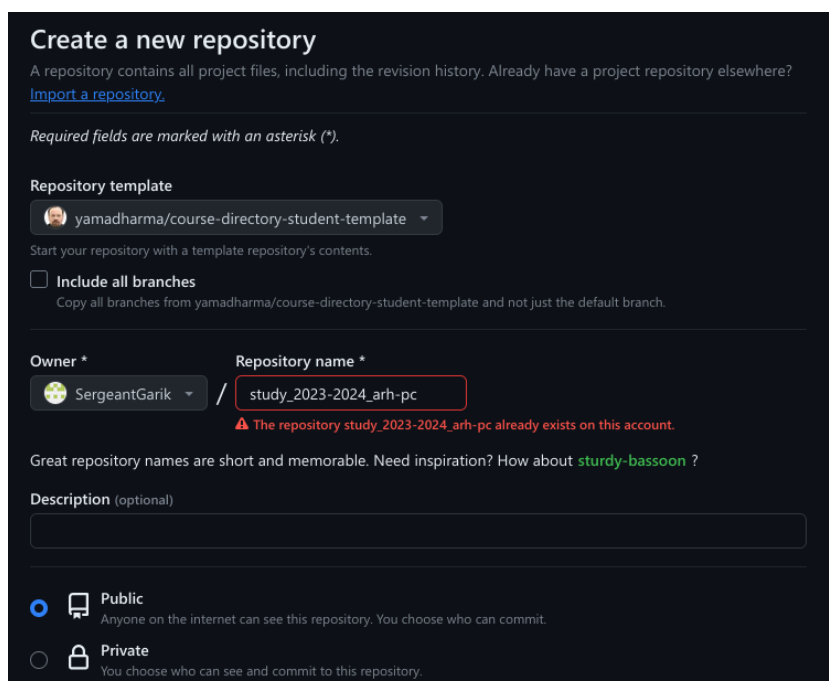 Create a new repository
A repository contains all project files, including the revision history. Already have a project repository elsewhere?
Import a repository.
Required fields are marked with an asterisk (*).
Repository template
yamadharma/course-directory-student-template
Start your repository with a template repository's contents.
Include all branches
Copy all branches from yamadharma/course-directory-student-template and not just the default branch.
Owner * Repository name *
SergeantGarik / study_2023-2024_arh-pc
The repository study_2023-2024_arh-pc already exists on this account.
Great repository names are short and memorable. Need inspiration? How about sturdy-bassoon ?
Description (optional)
Public
Anyone on the internet can see this repository. You choose who can commit.
Private
You choose who can see and commit to this repository.